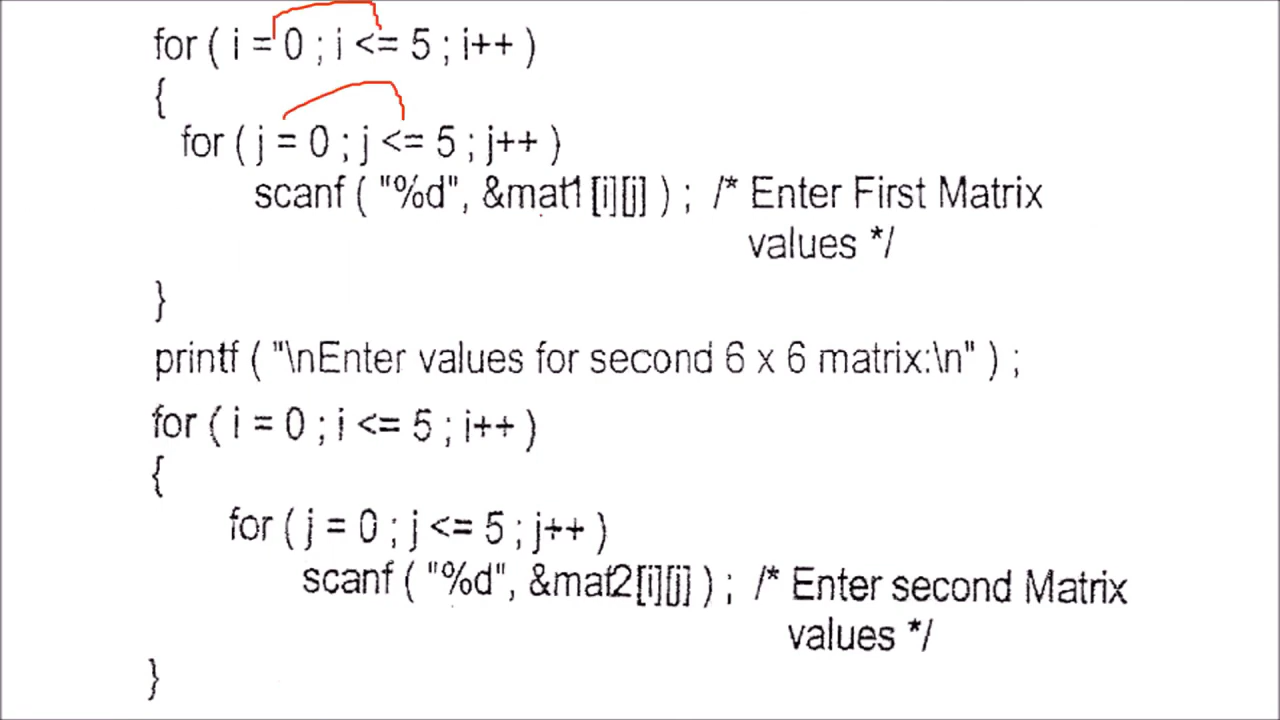 for ( i = 0 ; i <= 5 ; i++ )
{
for ( j = 0 ; j <= 5 ; j++ )
scanf ( "%d", &mat1 [i][j] ) ; /* Enter First Matrix
values */
}
printf ( "\nEnter values for second 6 x 6 matrix:\n" ) ;
for ( i = 0 ; i <= 5 ; i++ )
{
for ( j = 0 ; j <= 5 ; j++ )
scanf ( "%d", &mat2[i][j] ) ; /* Enter second Matrix
values */
}